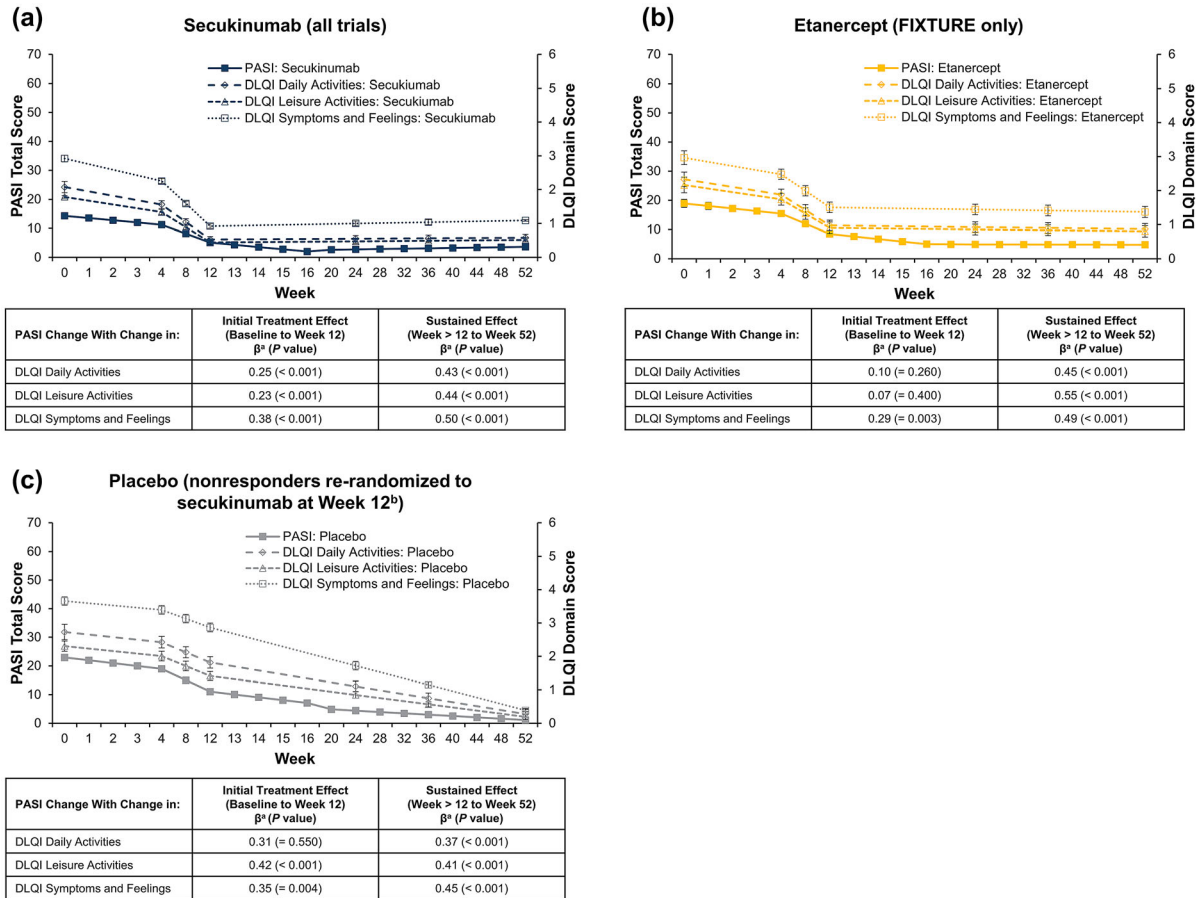 (a)
Secukinumab (all trials)
PASI: Secukinumab
DLQI Daily Activities: Secukiumab
DLQI Leisure Activities: Secukiumab
DLQI Symptoms and Feelings: Secukiumab
PASI Total Score
70
60
50
40
30
20
10
0
DLQI Domain Score
6
5
4
3
2
1
0
0 1 2 3 4 8 12 13 14 15 16 20 24 28 32 36 40 44 48 52
Week
PASI Change With Change in: Initial Treatment Effect (Baseline to Week 12) βᵃ (P value) Sustained Effect (Week > 12 to Week 52) βᵃ (P value)
DLQI Daily Activities 0.25 (< 0.001) 0.43 (< 0.001)
DLQI Leisure Activities 0.23 (< 0.001) 0.44 (< 0.001)
DLQI Symptoms and Feelings 0.38 (< 0.001) 0.50 (< 0.001)
(b)
Etanercept (FIXTURE only)
PASI: Etanercept
DLQI Daily Activities: Etanercept
DLQI Leisure Activities: Etanercept
DLQI Symptoms and Feelings: Etanercept
PASI Total Score
70
60
50
40
30
20
10
0
DLQI Domain Score
6
5
4
3
2
1
0
0 1 2 3 4 8 12 13 14 15 16 20 24 28 32 36 40 44 48 52
Week
PASI Change With Change in: Initial Treatment Effect (Baseline to Week 12) βᵃ (P value) Sustained Effect (Week > 12 to Week 52) βᵃ (P value)
DLQI Daily Activities 0.10 (= 0.260) 0.45 (< 0.001)
DLQI Leisure Activities 0.07 (= 0.400) 0.55 (< 0.001)
DLQI Symptoms and Feelings 0.29 (= 0.003) 0.49 (< 0.001)
(c)
Placebo (nonresponders re-randomized to
secukinumab at Week 12ᵇ)
PASI: Placebo
DLQI Daily Activities: Placebo
DLQI Leisure Activities: Placebo
DLQI Symptoms and Feelings: Placebo
PASI Total Score
70
60
50
40
30
20
10
0
DLQI Domain Score
6
5
4
3
2
1
0
0 1 2 3 4 8 12 13 14 15 16 20 24 28 32 36 40 44 48 52
Week
PASI Change With Change in: Initial Treatment Effect (Baseline to Week 12) βᵃ (P value) Sustained Effect (Week > 12 to Week 52) βᵃ (P value)
DLQI Daily Activities 0.31 (= 0.550) 0.37 (< 0.001)
DLQI Leisure Activities 0.42 (< 0.001) 0.41 (< 0.001)
DLQI Symptoms and Feelings 0.35 (= 0.004) 0.45 (< 0.001)